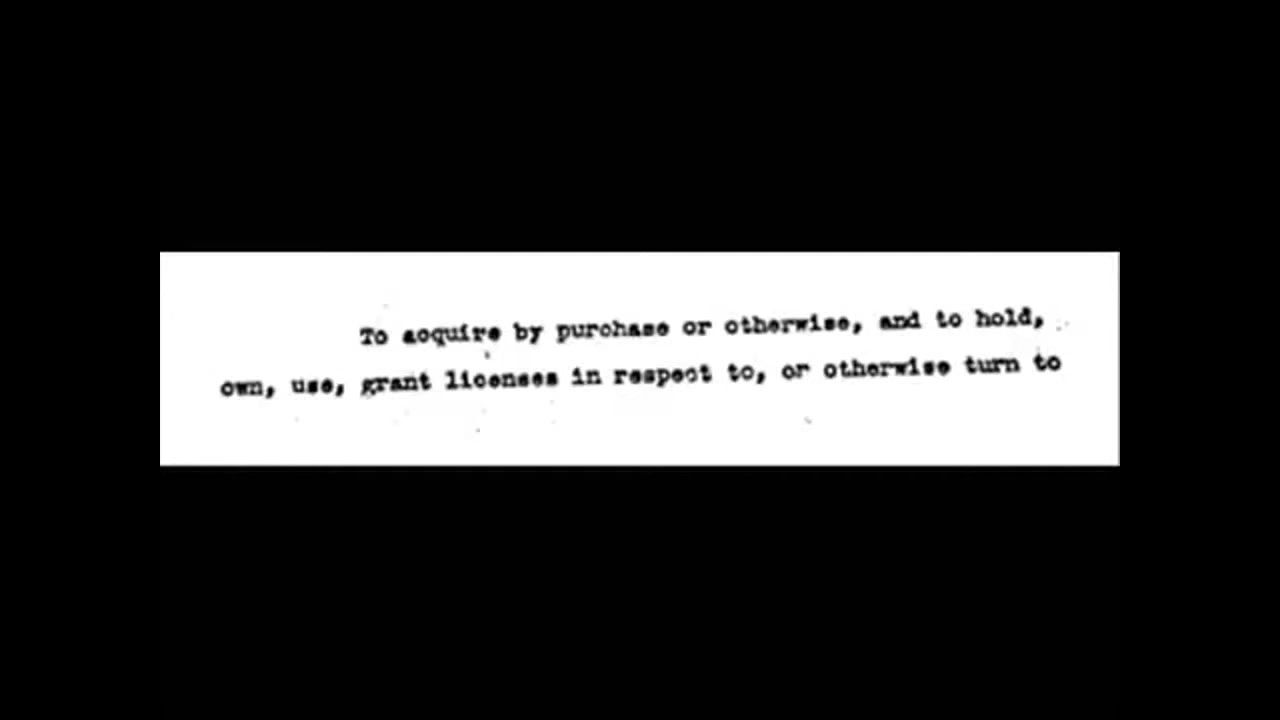 To acquire by purchase or otherwise, and to hold,
own, use, grant licenses in respect to, or otherwise turn to